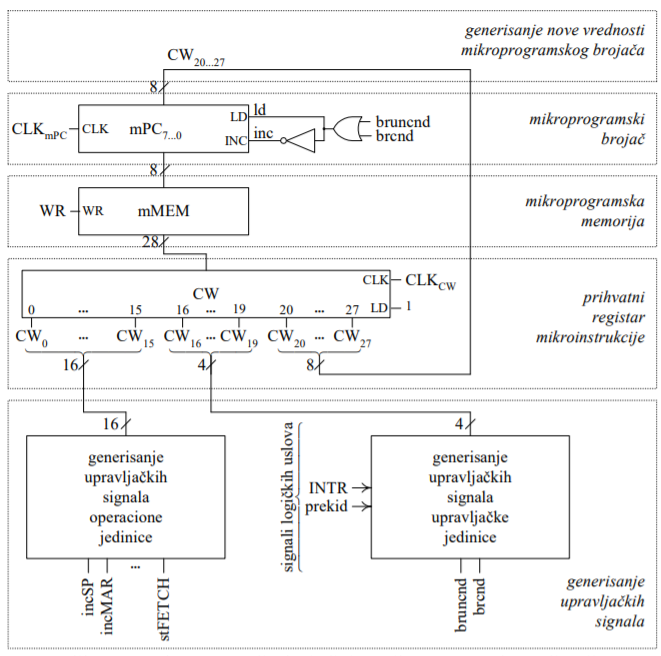 generisanje nove vrednosti
mikroprogramskog brojača
CW20...27
8
CLKmPC
CLK
mPC7...0
LD
ld
INC
inc
bruncnd
brcnd
mikroprogramski
brojač
8
WR
WR
mMEM
mikroprogramska
memorija
28
CLK
CLKCW
CW
0 ... 15 16 ... 19 20 ... 27
LD
1
CW0 ... CW15 CW16 ... CW19 CW20 ... CW27
prihvatni
registar
mikroinstrukcije
16
4
8
16
4
generisanje
upravljačkih
signala
operacione
jedinice
signali logičkih uslova
INTR
prekid
generisanje
upravljačkih
signala
upravljačke
jedinice
incSP
incMAR
...
stFETCH
bruncnd
brcnd
generisanje
upravljačkih
signala